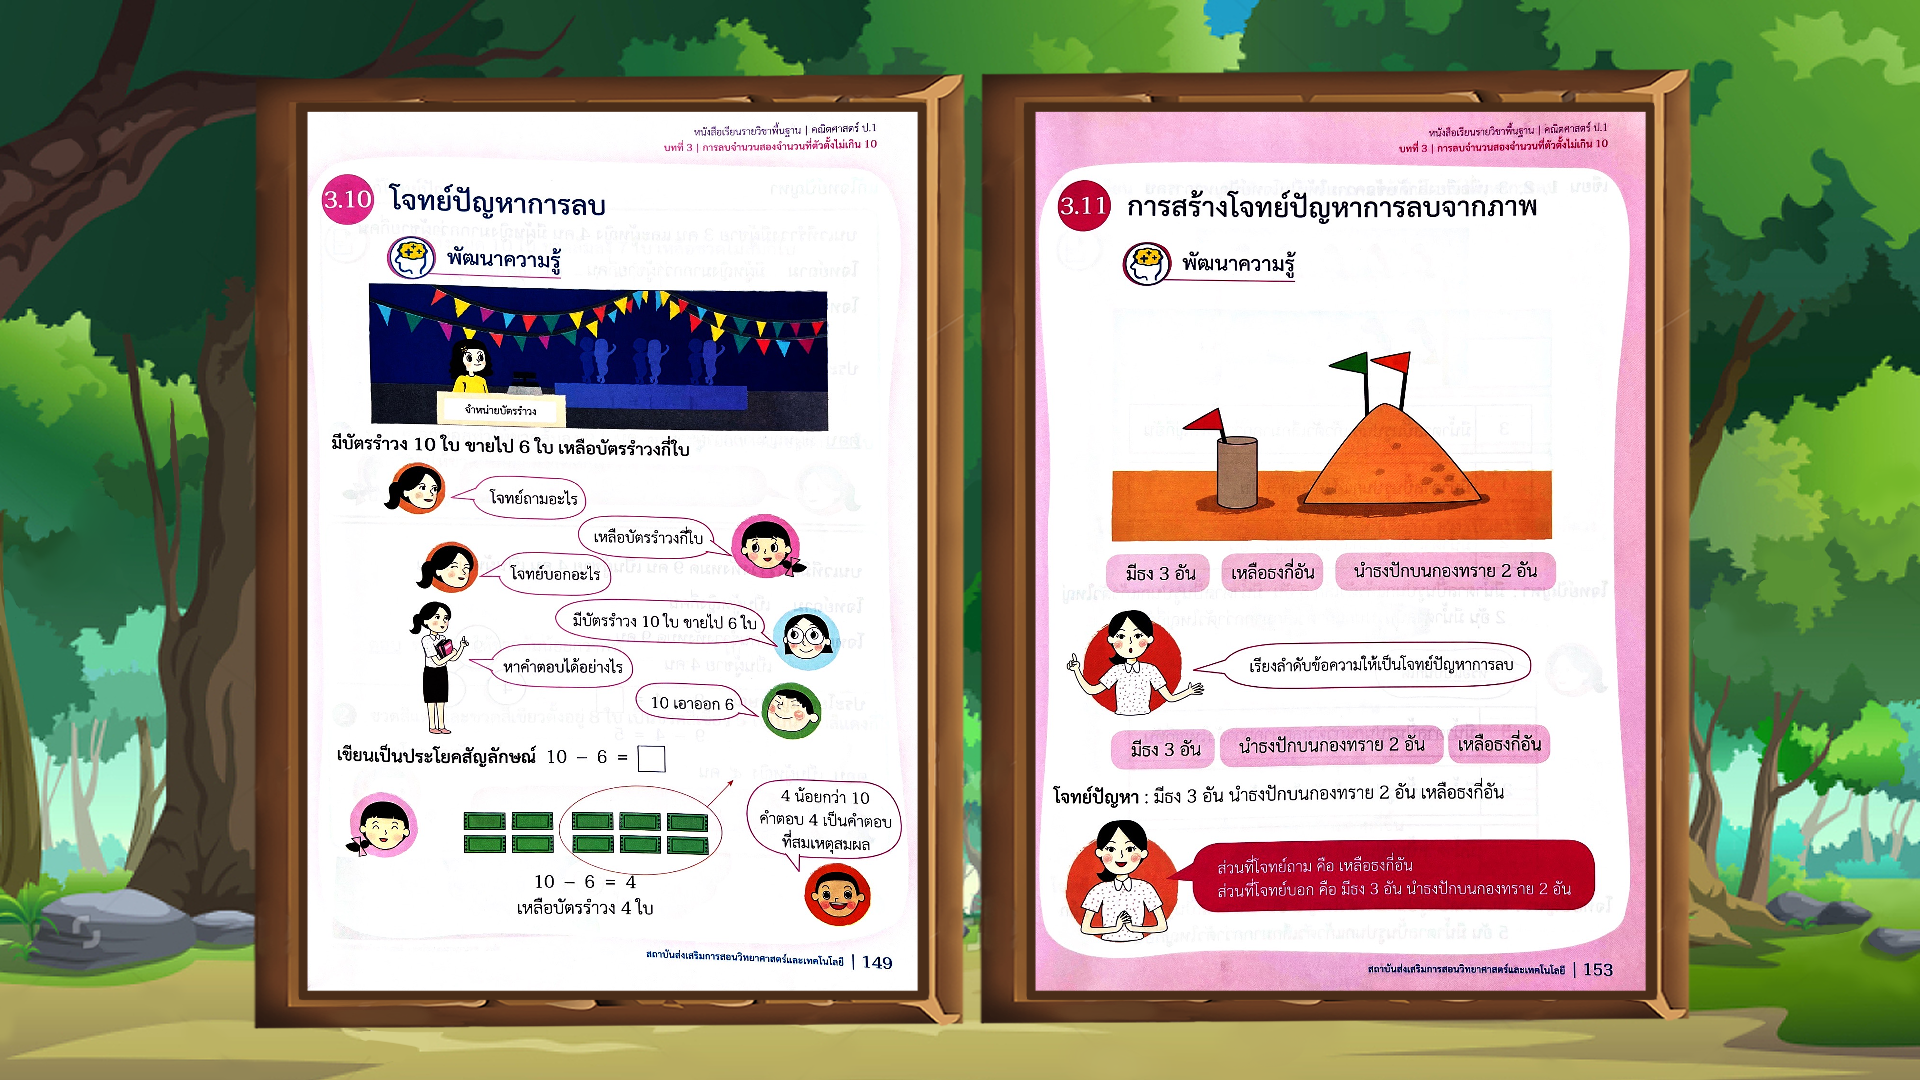 หนังสือเรียนรายวิชาพื้นฐาน | คณิตศาสตร์ ป.1
บทที่ 3 | การลบจำนวนสองจำนวนที่ตัวตั้งไม่เกิน 10
3.10 โจทย์ปัญหาการลบ
พัฒนาความรู้
จำหน่ายบัตรรำวง
มีบัตรรำวง 10 ใบ ขายไป 6 ใบ เหลือบัตรรำวงกี่ใบ
โจทย์ถามอะไร
เหลือบัตรรำวงกี่ใบ
โจทย์บอกอะไร
มีบัตรรำวง 10 ใบ ขายไป 6 ใบ
หาคำตอบได้อย่างไร
10 เอาออก 6
เขียนเป็นประโยคสัญลักษณ์ 10 – 6 =
4 น้อยกว่า 10
คำตอบ 4 เป็นคำตอบ
ที่สมเหตุสมผล
10 – 6 = 4
เหลือบัตรรำวง 4 ใบ
สถาบันส่งเสริมการสอนวิทยาศาสตร์และเทคโนโลยี | 149
หนังสือเรียนรายวิชาพื้นฐาน | คณิตศาสตร์ ป.1
บทที่ 3 | การลบจำนวนสองจำนวนที่ตัวตั้งไม่เกิน 10
3.11 การสร้างโจทย์ปัญหาการลบจากภาพ
พัฒนาความรู้
มีธง 3 อัน เหลือธงกี่อัน นำธงปักบนกองทราย 2 อัน
เรียงลำดับข้อความให้เป็นโจทย์ปัญหาการลบ
มีธง 3 อัน นำธงปักบนกองทราย 2 อัน เหลือธงกี่อัน
โจทย์ปัญหา : มีธง 3 อัน นำธงปักบนกองทราย 2 อัน เหลือธงกี่อัน
ส่วนที่โจทย์ถาม คือ เหลือธงกี่อัน
ส่วนที่โจทย์บอก คือ มีธง 3 อัน นำธงปักบนกองทราย 2 อัน
สถาบันส่งเสริมการสอนวิทยาศาสตร์และเทคโนโลยี | 153